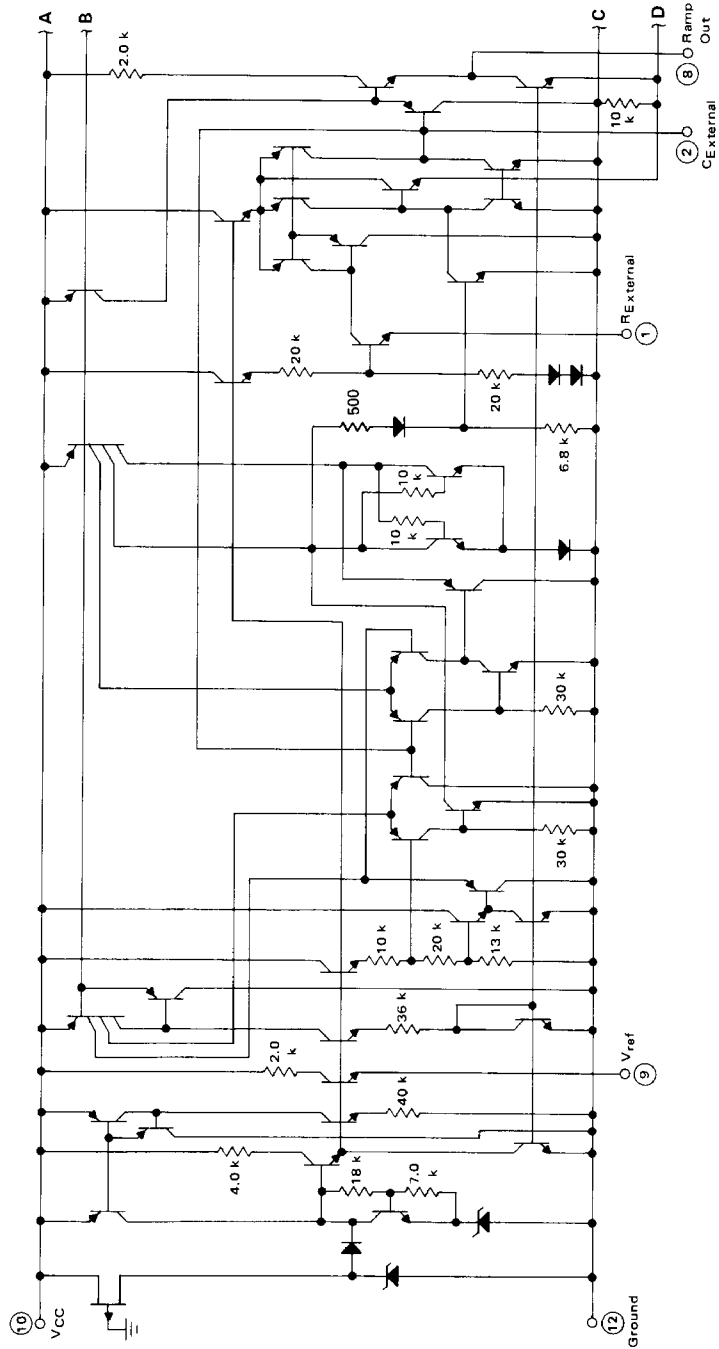 A
B
C
D
10
VCC
12
Ground
4.0 k
18 k
7.0 k
40 k
2.0 k
9
Vref
36 k
10 k
20 k
13 k
30 k
30 k
10 k
10 k
500
6.8 k
20 k
20 k
1
RExternal
2
CExternal
10 k
2.0 k
8
Ramp
Out